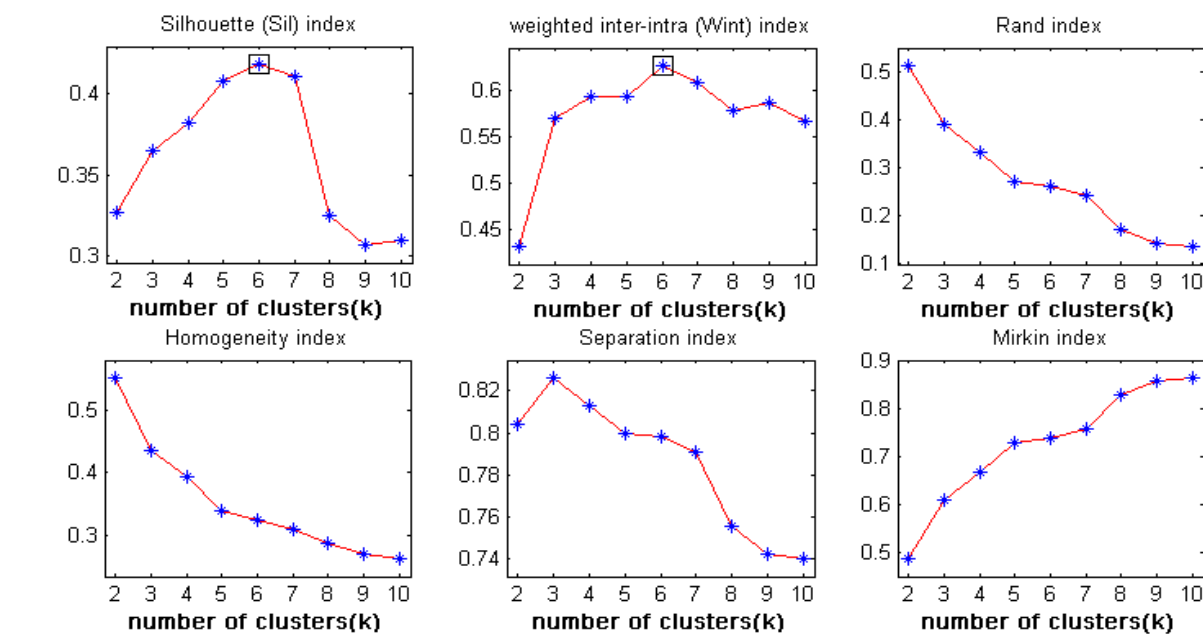 Silhouette (Sil) index
0.4
0.35
0.3
2 3 4 5 6 7 8 9 10
number of clusters(k)
weighted inter-intra (Wint) index
0.6
0.55
0.5
0.45
2 3 4 5 6 7 8 9 10
number of clusters(k)
Rand index
0.5
0.4
0.3
0.2
0.1
2 3 4 5 6 7 8 9 10
number of clusters(k)
Homogeneity index
0.5
0.4
0.3
2 3 4 5 6 7 8 9 10
number of clusters(k)
Separation index
0.82
0.8
0.78
0.76
0.74
2 3 4 5 6 7 8 9 10
number of clusters(k)
Mirkin index
0.9
0.8
0.7
0.6
0.5
2 3 4 5 6 7 8 9 10
number of clusters(k)